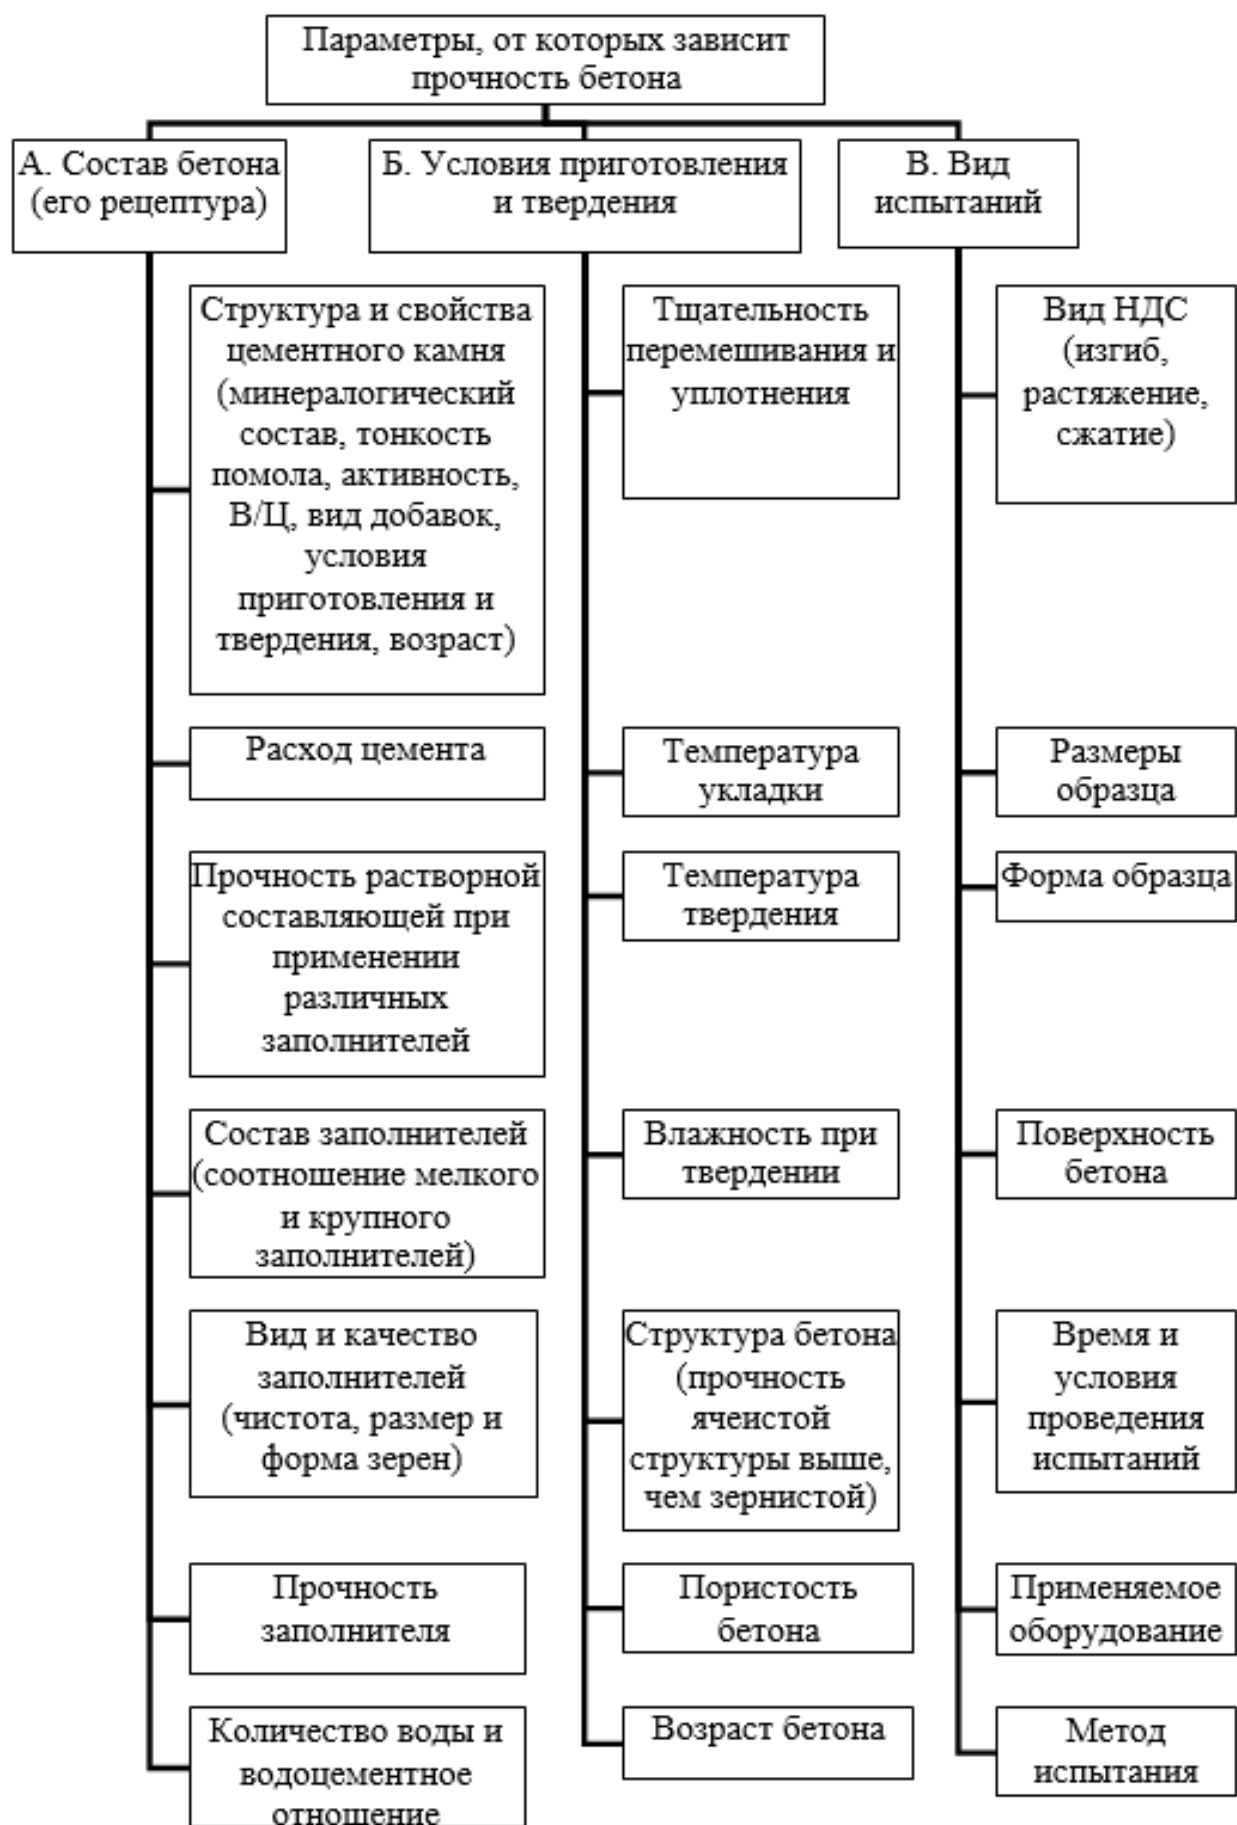 Параметры, от которых зависит
прочность бетона
А. Состав бетона
(его рецептура)
Структура и свойства
цементного камня
(минералогический
состав, тонкость
помола, активность,
В/Ц, вид добавок,
условия
приготовления и
твердения, возраст)
Расход цемента
Прочность растворной
составляющей при
применении
различных
заполнителей
Состав заполнителей
(соотношение мелкого
и крупного
заполнителей)
Вид и качество
заполнителей
(чистота, размер и
форма зерен)
Прочность
заполнителя
Количество воды и
водоцементное
отношение
Б. Условия приготовления
и твердения
Тщательность
перемешивания и
уплотнения
Температура
укладки
Температура
твердения
Влажность при
твердении
Структура бетона
(прочность
ячеистой
структуры выше,
чем зернистой)
Пористость
бетона
Возраст бетона
В. Вид
испытаний
Вид НДС
(изгиб,
растяжение,
сжатие)
Размеры
образца
Форма образца
Поверхность
бетона
Время и
условия
проведения
испытаний
Применяемое
оборудование
Метод
испытания